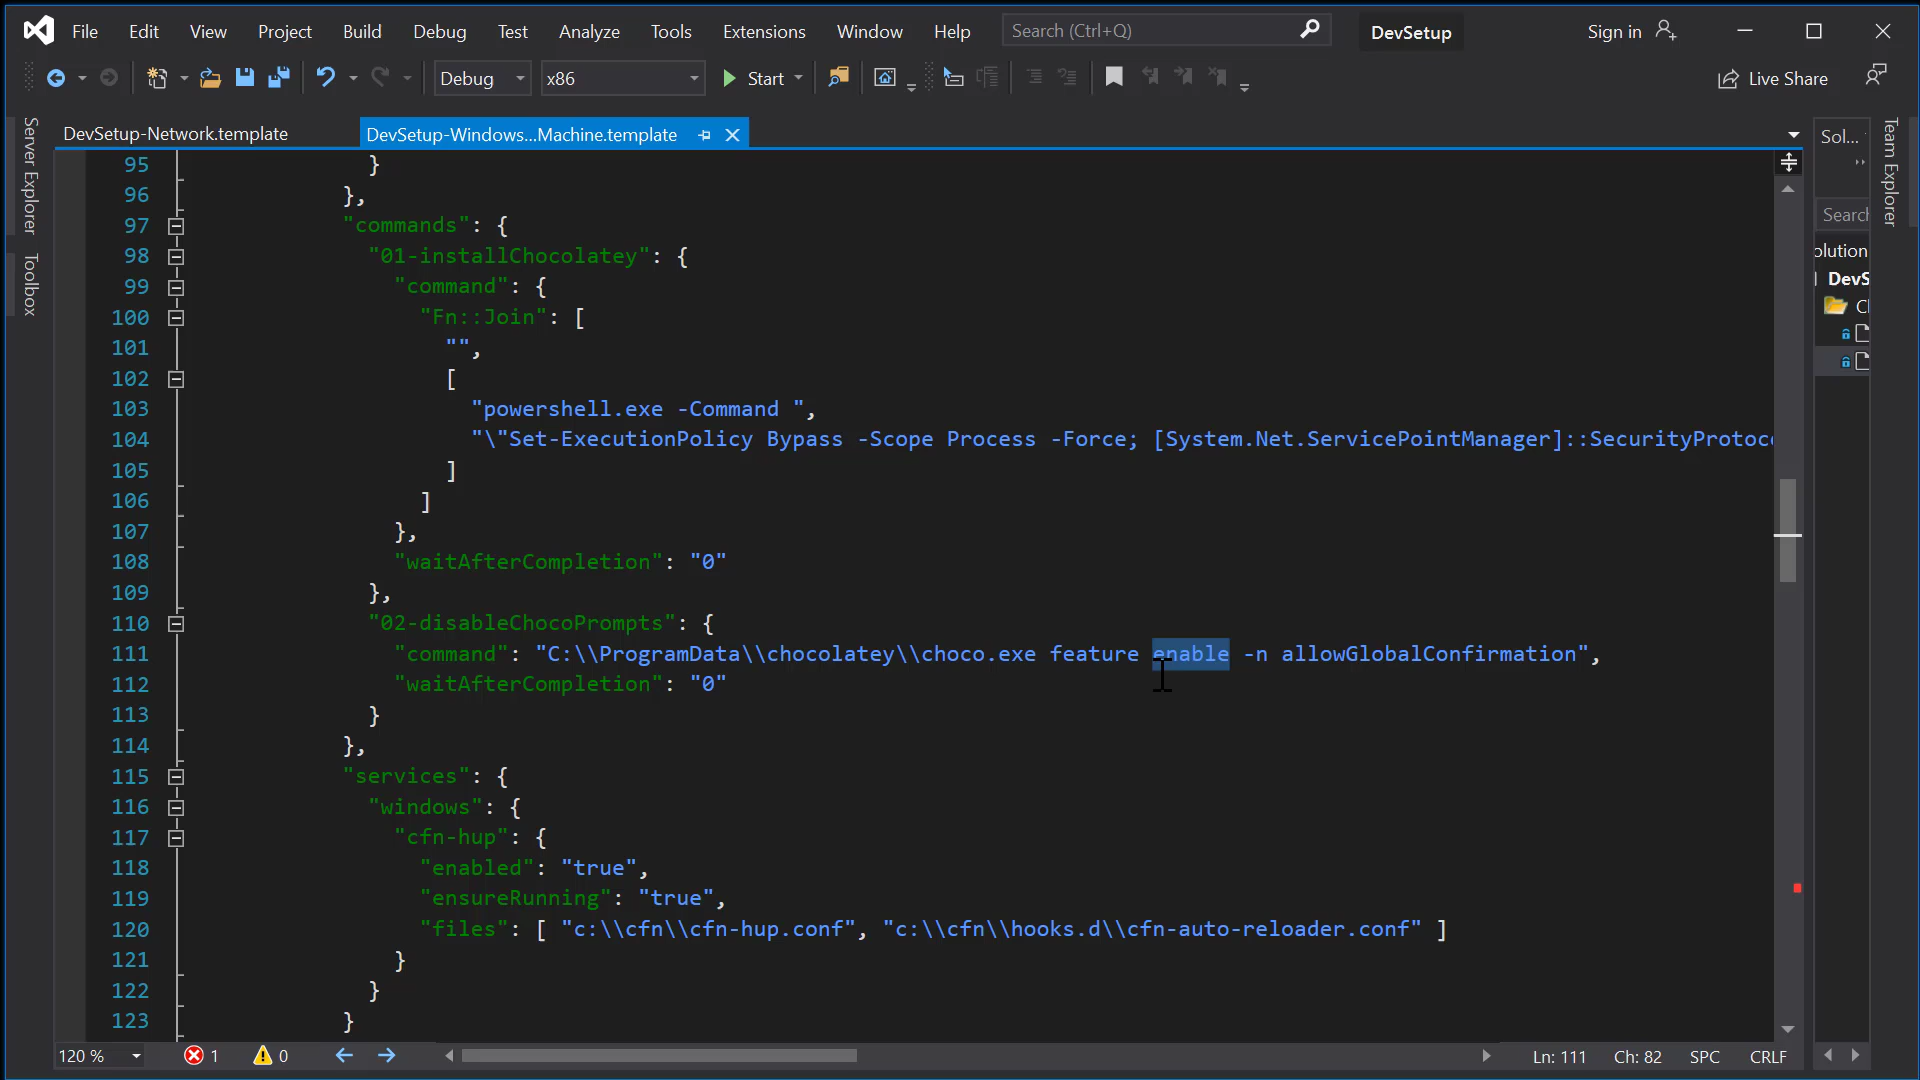 File Edit View Project Build Debug Test Analyze Tools Extensions Window Help Search (Ctrl+Q) DevSetup Sign in
Debug x86 Start Live Share
DevSetup-Network.template DevSetup-Windows...Machine.template Sol...
Server Explorer
Toolbox
Team Explorer
Search
olution
DevS
Cl
95 }
96 },
97 "commands": {
98 "01-installChocolatey": {
99 "command": {
100 "Fn::Join": [
101 "",
102 [
103 "powershell.exe -Command ",
104 "\"Set-ExecutionPolicy Bypass -Scope Process -Force; [System.Net.ServicePointManager]::SecurityProtoco
105 ]
106 ]
107 },
108 "waitAfterCompletion": "0"
109 },
110 "02-disableChocoPrompts": {
111 "command": "C:\\ProgramData\\chocolatey\\choco.exe feature enable -n allowGlobalConfirmation",
112 "waitAfterCompletion": "0"
113 }
114 },
115 "services": {
116 "windows": {
117 "cfn-hup": {
118 "enabled": "true",
119 "ensureRunning": "true",
120 "files": [ "c:\\cfn\\cfn-hup.conf", "c:\\cfn\\hooks.d\\cfn-auto-reloader.conf" ]
121 }
122 }
123 }
120 % 1 0 Ln: 111 Ch: 82 SPC CRLF